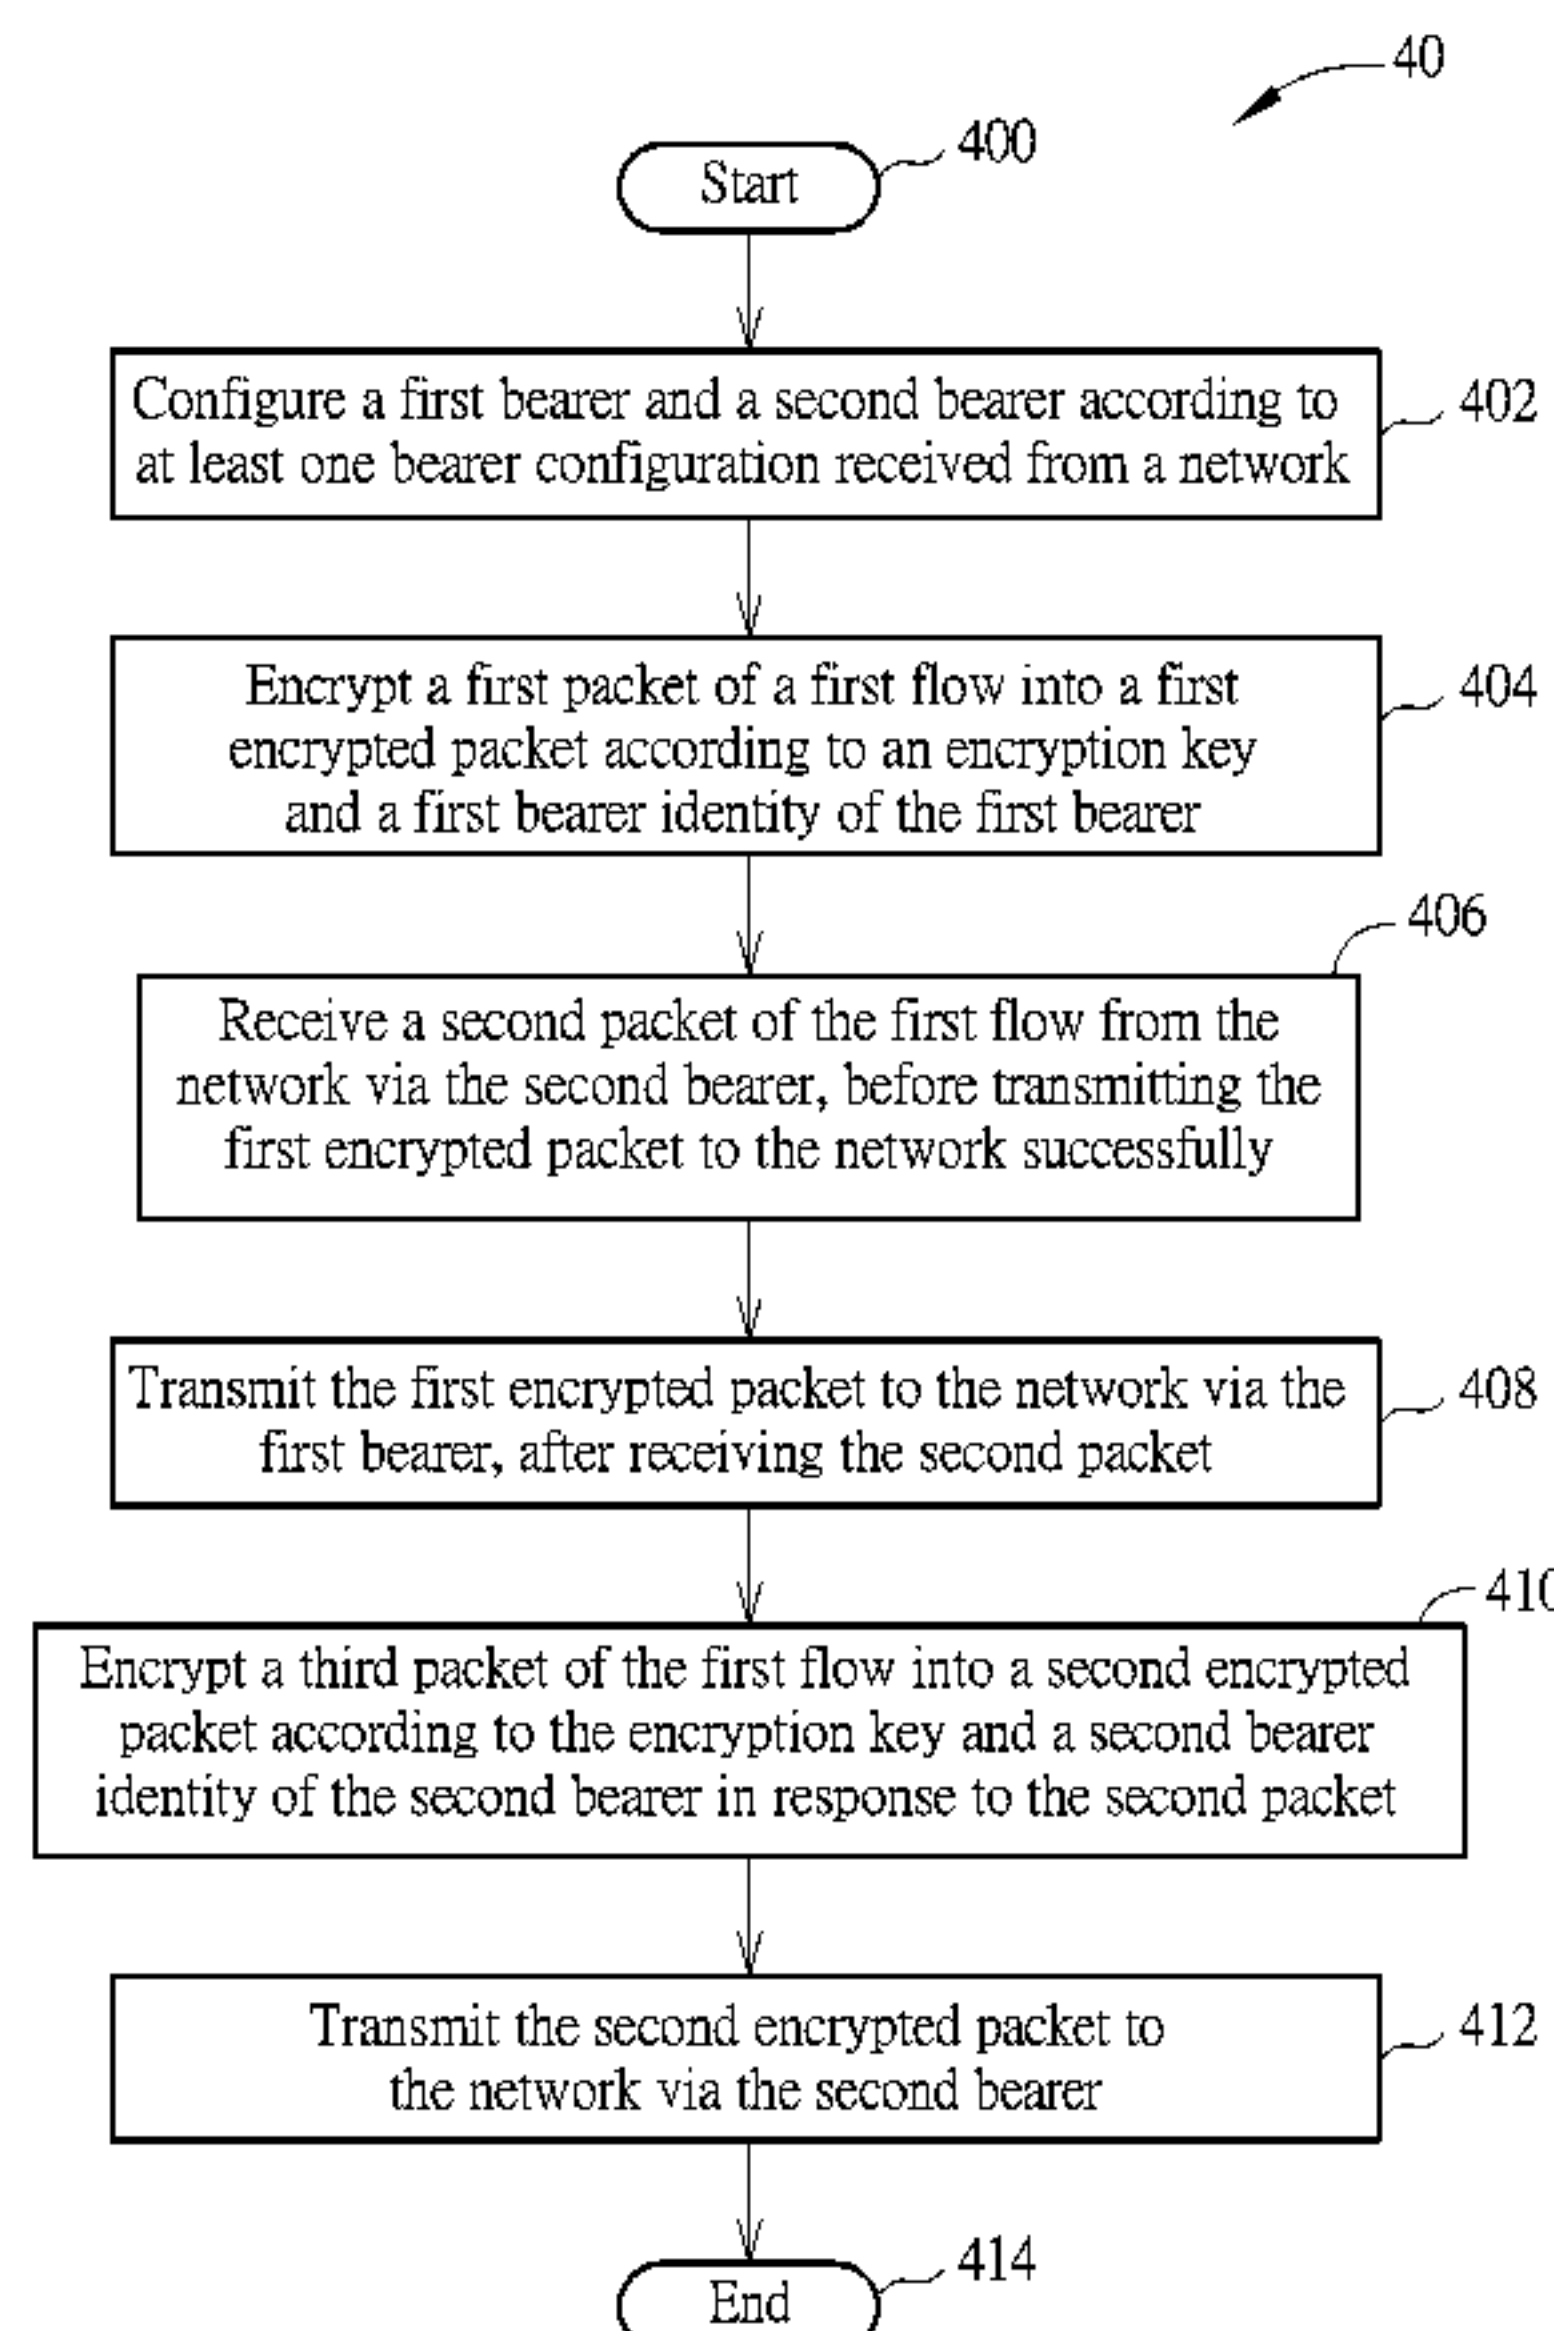 40
Start
400
Configure a first bearer and a second bearer according to
at least one bearer configuration received from a network
402
Encrypt a first packet of a first flow into a first
encrypted packet according to an encryption key
and a first bearer identity of the first bearer
404
406
Receive a second packet of the first flow from the
network via the second bearer, before transmitting the
first encrypted packet to the network successfully
Transmit the first encrypted packet to the network via the
first bearer, after receiving the second packet
408
410
Encrypt a third packet of the first flow into a second encrypted
packet according to the encryption key and a second bearer
identity of the second bearer in response to the second packet
Transmit the second encrypted packet to
the network via the second bearer
412
End
414